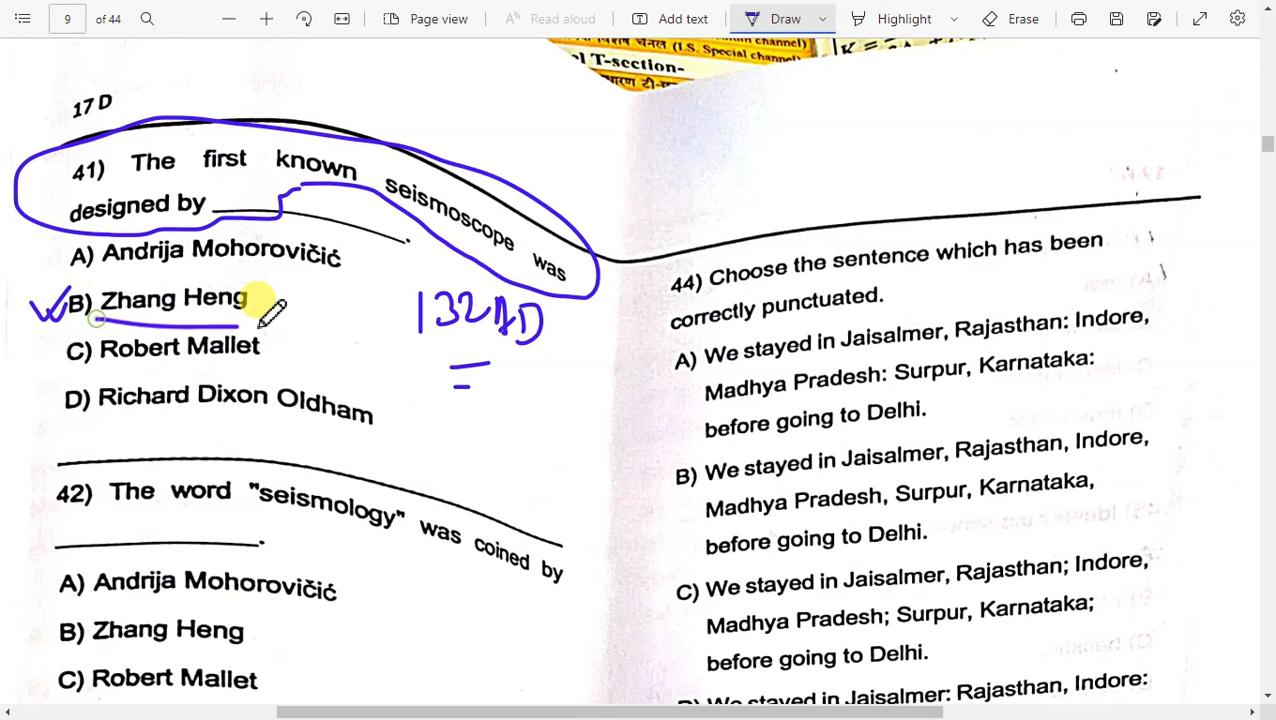 9
of 44
Page view
Read aloud
Add text
Draw
Highlight
Erase
(I.S. Special channel)
l T-section-
17 D
41) The first known seismoscope was
designed by ____________.
A) Andrija Mohorovičić
B) Zhang Heng
C) Robert Mallet
D) Richard Dixon Oldham
132AD
42) The word "seismology" was coined by
____________.
A) Andrija Mohorovičić
B) Zhang Heng
C) Robert Mallet
44) Choose the sentence which has been
correctly punctuated.
A) We stayed in Jaisalmer, Rajasthan: Indore,
Madhya Pradesh: Surpur, Karnataka:
before going to Delhi.
B) We stayed in Jaisalmer, Rajasthan, Indore,
Madhya Pradesh, Surpur, Karnataka,
before going to Delhi.
C) We stayed in Jaisalmer, Rajasthan; Indore,
Madhya Pradesh; Surpur, Karnataka;
before going to Delhi.
D) We stayed in Jaisalmer: Rajasthan, Indore: